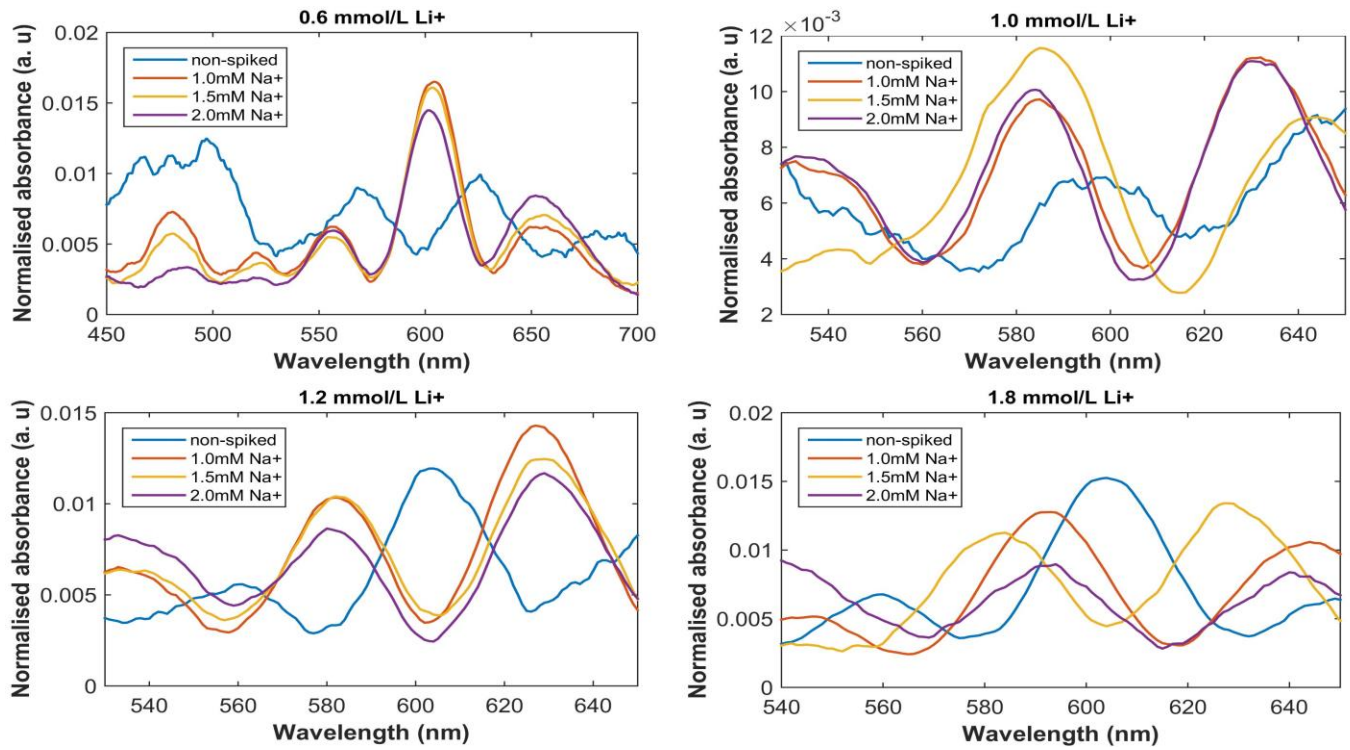 0.6 mmol/L Li+
Normalised absorbance (a. u)
0.02
0.015
0.01
0.005
0
non-spiked
1.0mM Na+
1.5mM Na+
2.0mM Na+
450 500 550 600 650 700
Wavelength (nm)
1.0 mmol/L Li+
× 10-3
Normalised absorbance (a. u)
12
10
8
6
4
2
non-spiked
1.0mM Na+
1.5mM Na+
2.0mM Na+
540 560 580 600 620 640
Wavelength (nm)
1.2 mmol/L Li+
Normalised absorbance (a. u)
0.015
0.01
0.005
0
non-spiked
1.0mM Na+
1.5mM Na+
2.0mM Na+
540 560 580 600 620 640
Wavelength (nm)
1.8 mmol/L Li+
Normalised absorbance (a. u)
0.02
0.015
0.01
0.005
0
non-spiked
1.0mM Na+
1.5mM Na+
2.0mM Na+
540 560 580 600 620 640
Wavelength (nm)